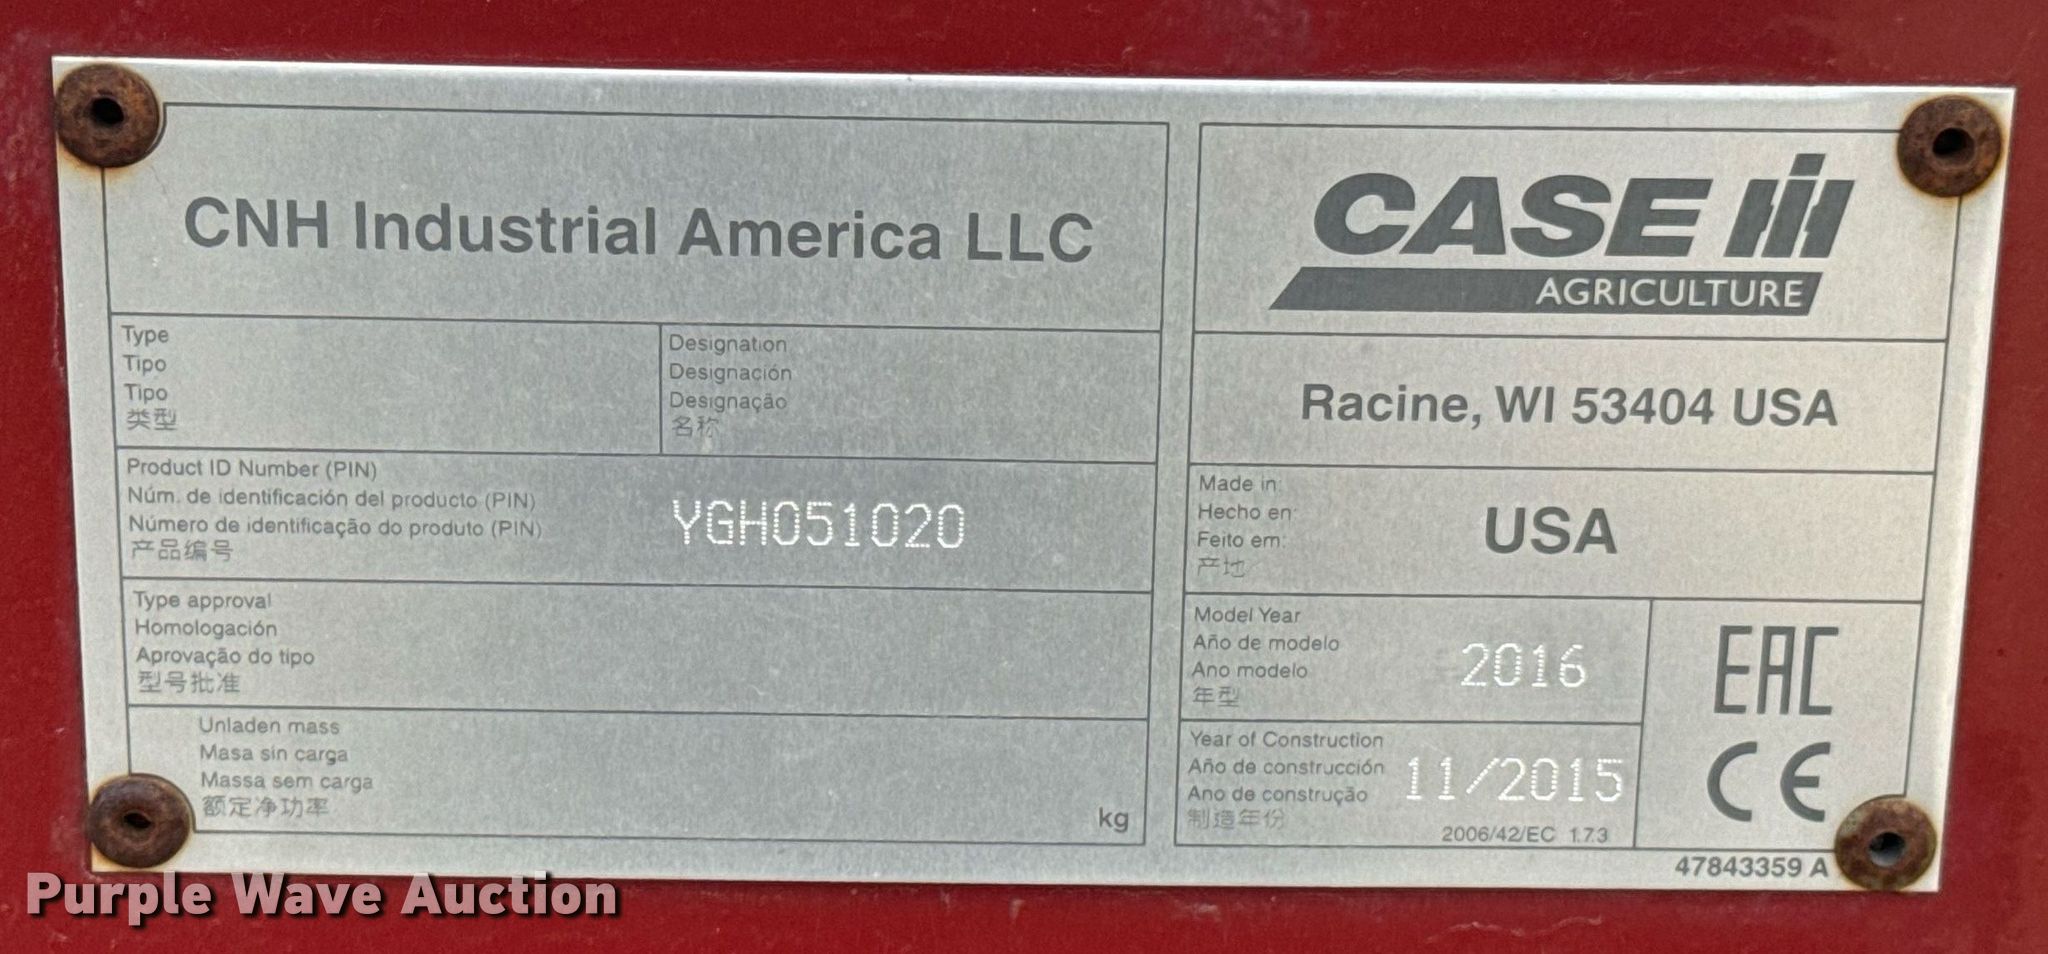 CNH Industrial America LLC
Type
Tipo
Tipo
类型
Designation
Designación
Designação
名称
Product ID Number (PIN)
Núm. de identificación del producto (PIN)
Número de identificação do produto (PIN)
产品编号
YGH051020
Type approval
Homologación
Aprovação do tipo
型号批准
Unladen mass
Masa sin carga
Massa sem carga
额定净功率
kg
CASE IH
AGRICULTURE
Racine, WI 53404 USA
Made in:
Hecho en:
Feito em:
产地
USA
Model Year
Año de modelo
Ano modelo
年型
2016
Year of Construction
Año de construcción
Ano de construção
制造年份
11/2015
2006/42/EC 1.7.3
EAC
CE
47843359 A
Purple Wave Auction